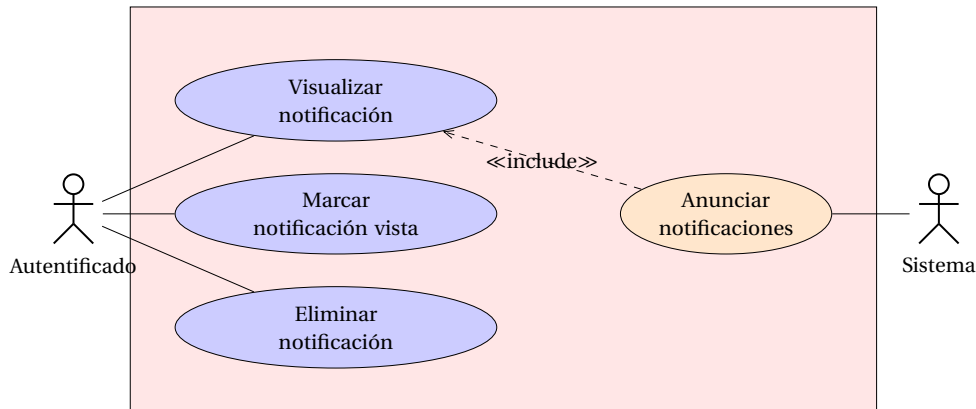 Visualizar
notificación
≪include≫
Marcar
notificación vista
Anunciar
notificaciones
Autentificado
Sistema
Eliminar
notificación